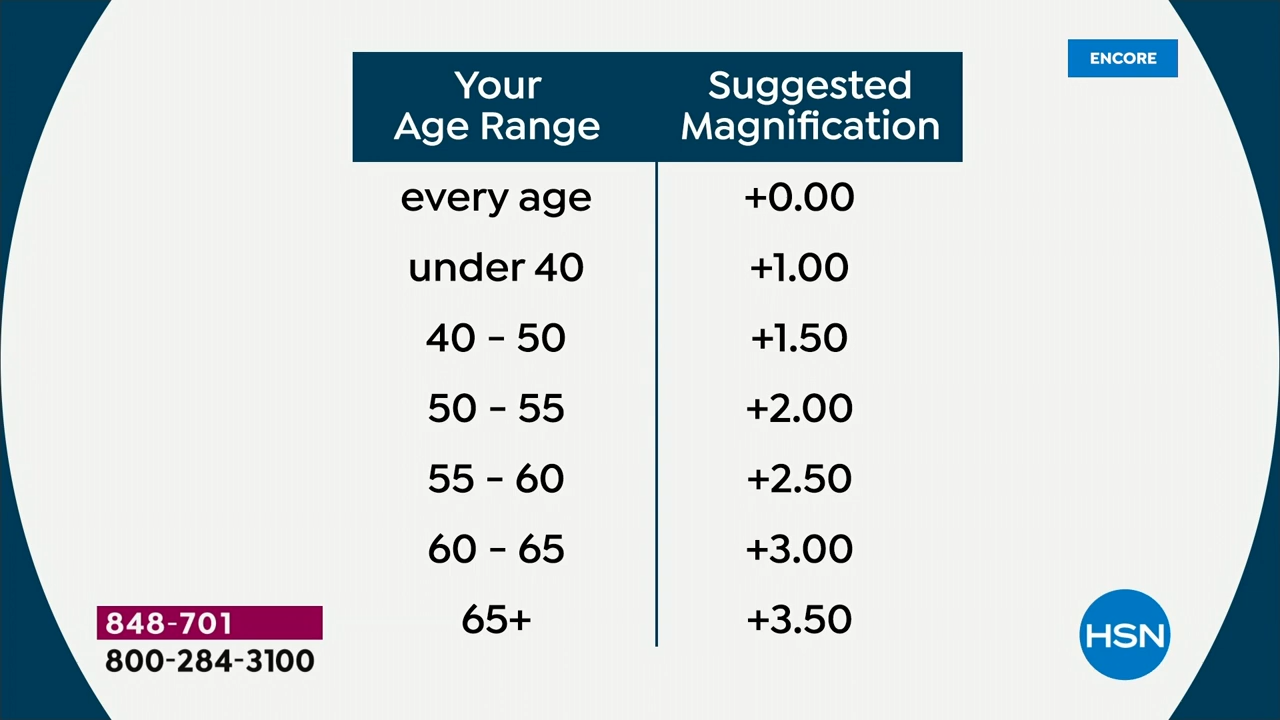 ENCORE
Your Suggested
Age Range Magnification
every age +0.00
under 40 +1.00
40 - 50 +1.50
50 - 55 +2.00
55 - 60 +2.50
60 - 65 +3.00
65+ +3.50
848-701
800-284-3100
HSN